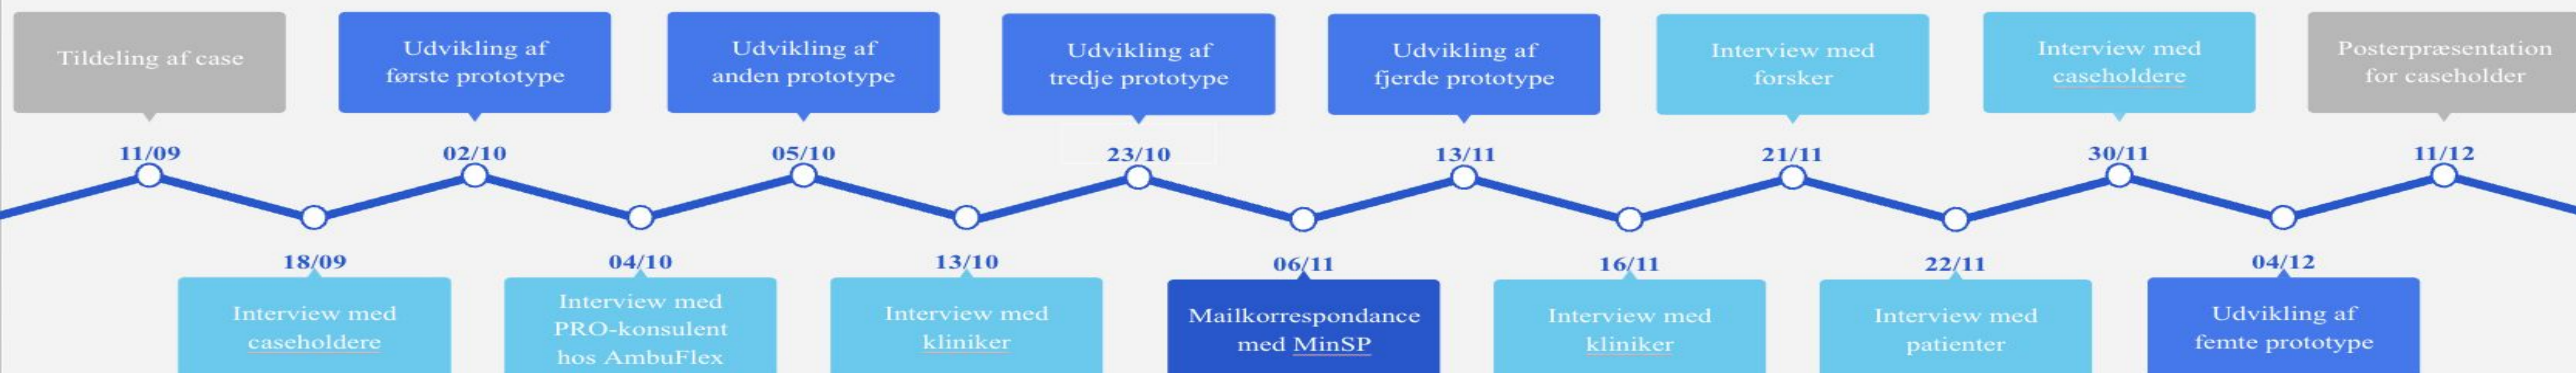 Tildeling af case
11/09
18/09
Interview med
caseholdere
Udvikling af
første prototype
02/10
04/10
Interview med
PRO-konsulent
hos AmbuFlex
Udvikling af
anden prototype
05/10
13/10
Interview med
kliniker
Udvikling af
tredje prototype
23/10
06/11
Mailkorrespondance
med MinSP
Udvikling af
fjerde prototype
13/11
16/11
Interview med
kliniker
Interview med
forsker
21/11
22/11
Interview med
patienter
Interview med
caseholdere
30/11
04/12
Udvikling af
femte prototype
Posterpræsentation
for caseholder
11/12